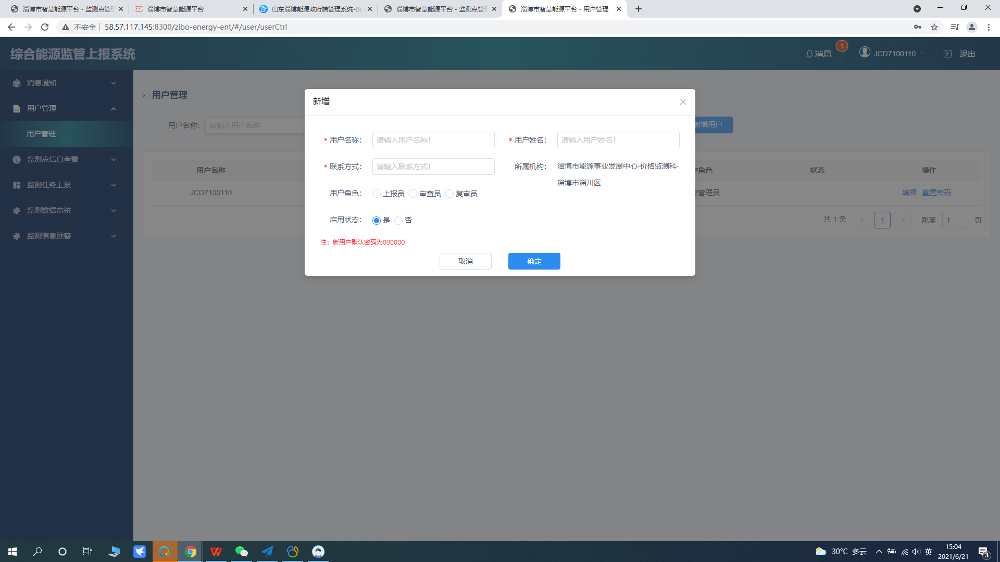 淄博市智慧能源平台 - 监测点管
淄博市智慧能源平台
山东淄博能源政府端管理系统-Bu
淄博市智慧能源平台 - 监测点管
淄博市智慧能源平台 - 用户管理
不安全
58.57.117.145:8300/zibo-energy-ent/#/user/userCtrl
综合能源监管上报系统
消息
1
JCD7100110
退出
消息通知
用户管理
用户管理
监测点信息查看
监测任务上报
监测数据审核
监测信息预警
>> 用户管理
用户名称:
请输入用户名称
新增用户
用户名称
户角色
状态
操作
JCD7100110
点管理员
编辑 重置密码
共 1 条
< 1 >
跳至 1 页
新增
* 用户名称:
请输入用户名称!
* 用户姓名:
请输入用户姓名!
* 联系方式:
请输入联系方式!
所属机构:
淄博市能源事业发展中心-价格监测科-
淄博市淄川区
用户角色:
上报员 审查员 复审员
启用状态:
是 否
注: 新用户默认密码为000000
取消
确定
30°C 多云
英
15:04
2021/6/21
3